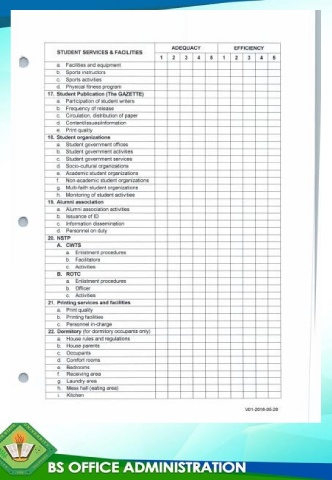 STUDENT SERVICES & FACILITIES ADEQUACY EFFICIENCY
1 2 3 4 5 1 2 3 4 5
a. Facilities and equipment
b. Sports instructors
c. Sports activities
d. Physical fitness program
17. Student Publication (The GAZETTE)
a. Participation of student writers
b. Frequency of release
c. Circulation, distribution of paper
d. Content/issues/information
e. Print quality
18. Student organizations
a. Student government offices
b. Student government activities
c. Student government services
d. Socio-cultural organizations
e. Academic student organizations
f. Non-academic student organizations
g. Multi-faith student organizations
h. Monitoring of student activities
19. Alumni association
a. Alumni association activities
b. Issuance of ID
c. Information dissemination
d. Personnel on duty
20. NSTP
A. CWTS
a. Enlistment procedures
b. Facilitators
c. Activities
B. ROTC
a. Enlistment procedures
b. Officer
c. Activities
21. Printing services and facilities
a. Print quality
b. Printing facilities
c. Personnel in-charge
22. Dormitory (for dormitory occupants only)
a. House rules and regulations
b. House parents
c. Occupants
d. Comfort rooms
e. Bedrooms
f. Receiving area
g. Laundry area
h. Mess hall (eating area)
i. Kitchen
V01-2018-05-28
BS OFFICE ADMINISTRATION